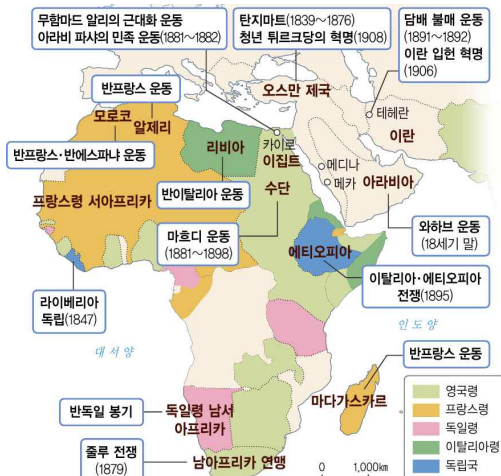 무함마드 알리의 근대화 운동
아라비 파샤의 민족 운동(1881~1882)
탄지마트(1839~1876)
청년 튀르크당의 혁명(1908)
담배 불매 운동
(1891~1892)
이란 입헌 혁명
(1906)
반프랑스 운동
오스만 제국
모로코
알제리
테헤란
이란
리비아
카이로
이집트
반프랑스·반에스파냐 운동
메디나
메카
아라비아
수단
반이탈리아 운동
프랑스령 서아프리카
마흐디 운동
(1881~1898)
에티오피아
와하브 운동
(18세기 말)
이탈리아·에티오피아
전쟁(1895)
라이베리아
독립(1847)
인도양
대서양
반프랑스 운동
마다가스카르
반독일 봉기
독일령 남서
아프리카
줄루 전쟁
(1879)
남아프리카 연맹
영국령
프랑스령
독일령
이탈리아령
독립국
0 1,000km